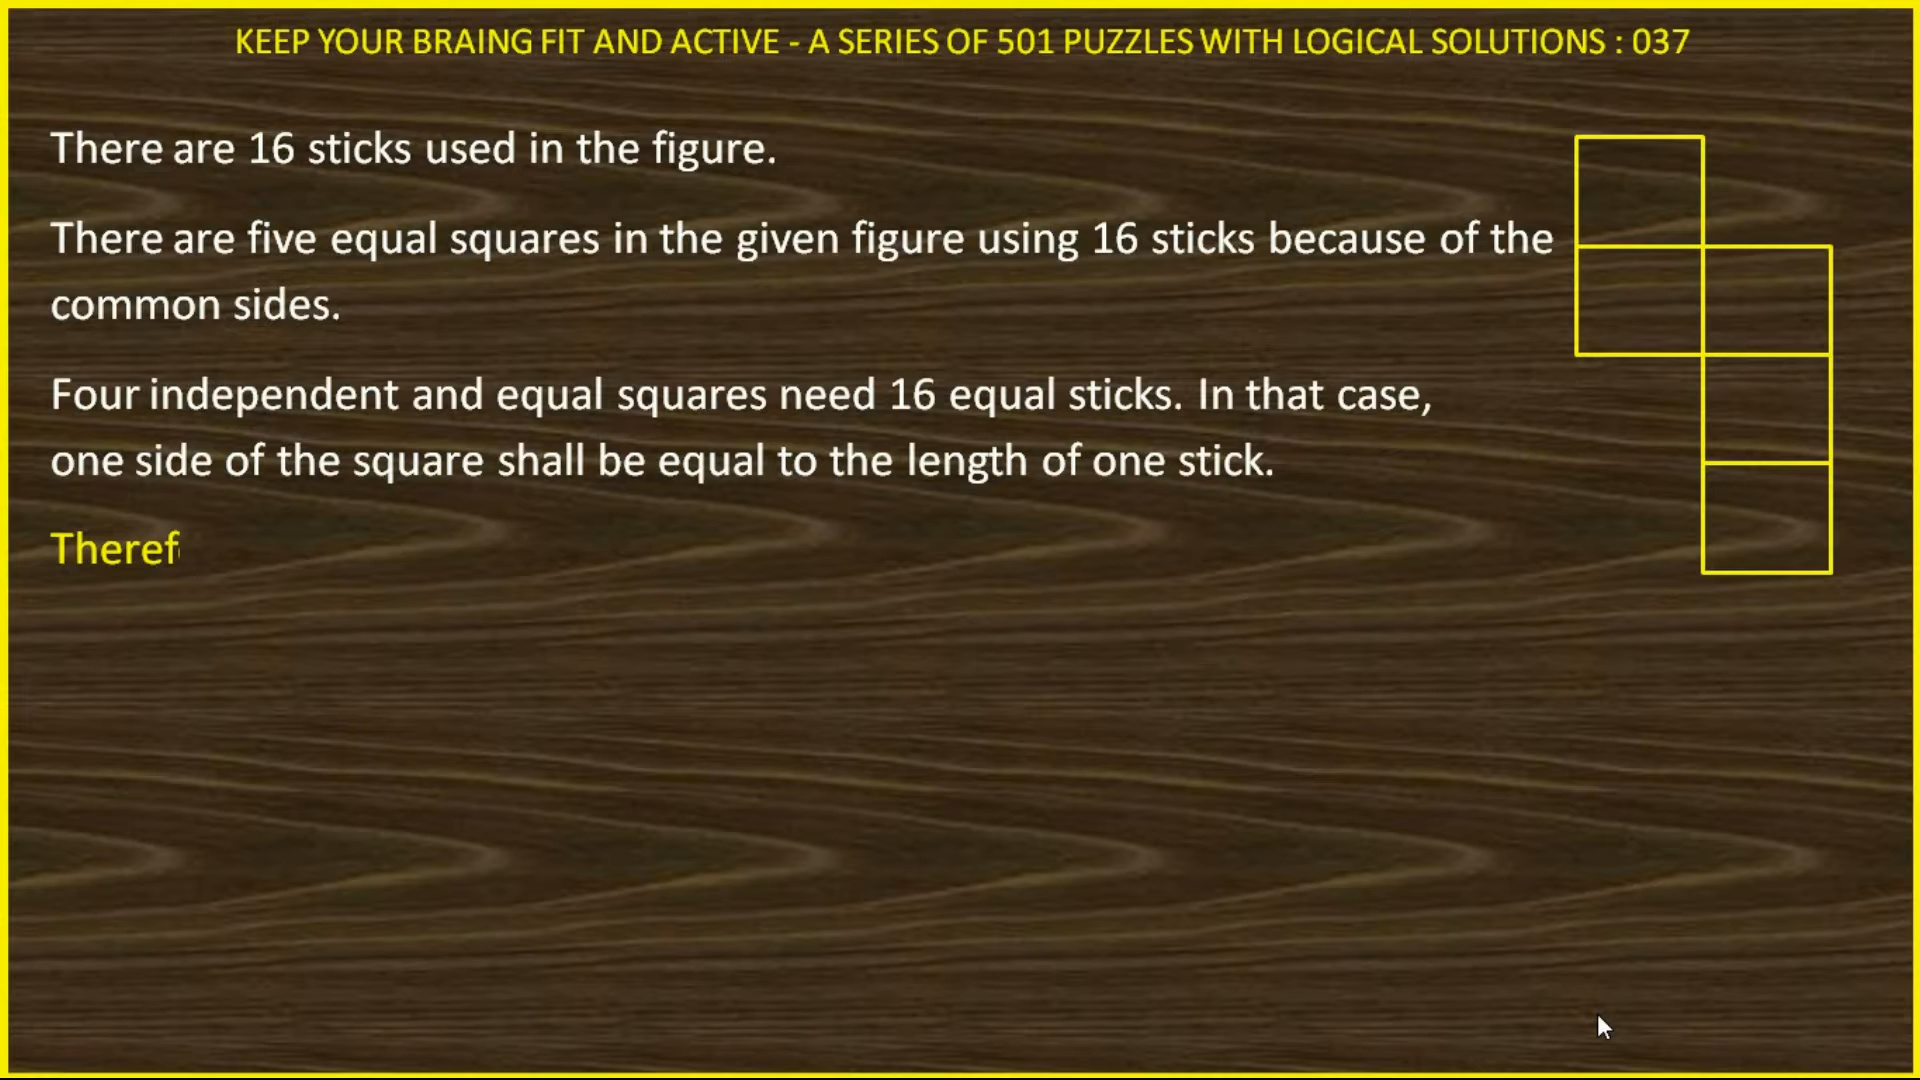 KEEP YOUR BRAING FIT AND ACTIVE - A SERIES OF 501 PUZZLES WITH LOGICAL SOLUTIONS : 037
There are 16 sticks used in the figure.
There are five equal squares in the given figure using 16 sticks because of the
common sides.
Four independent and equal squares need 16 equal sticks. In that case,
one side of the square shall be equal to the length of one stick.
Theref